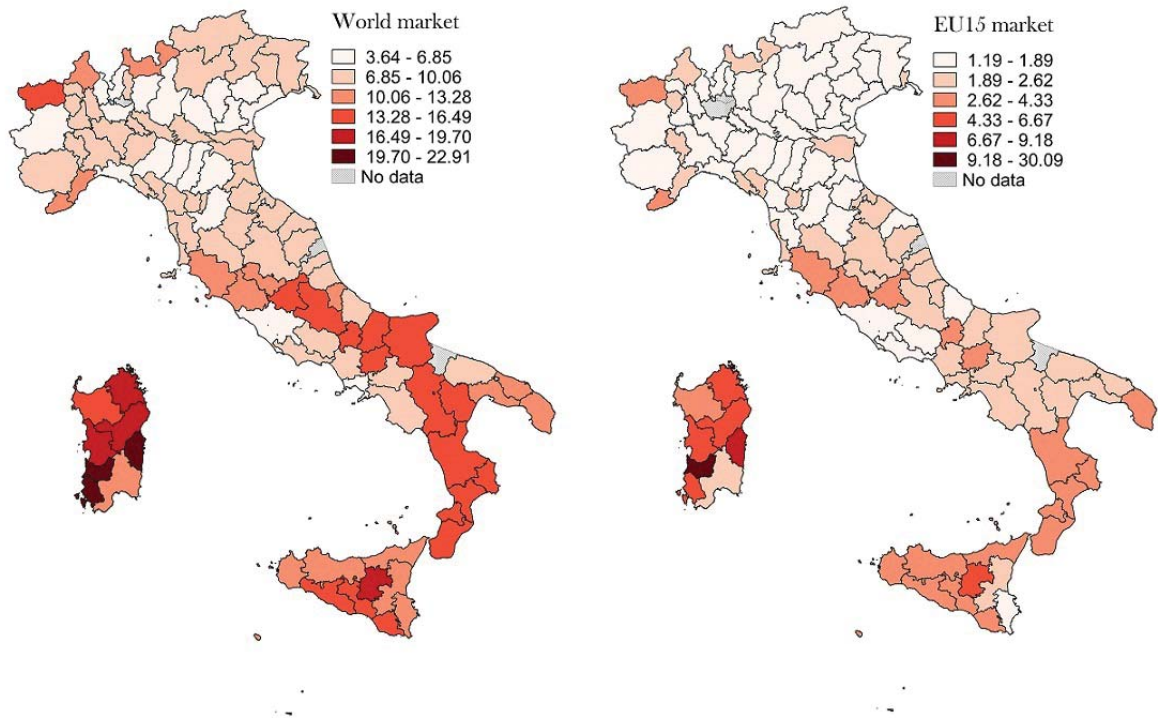 World market
3.64 - 6.85
6.85 - 10.06
10.06 - 13.28
13.28 - 16.49
16.49 - 19.70
19.70 - 22.91
No data
EU15 market
1.19 - 1.89
1.89 - 2.62
2.62 - 4.33
4.33 - 6.67
6.67 - 9.18
9.18 - 30.09
No data